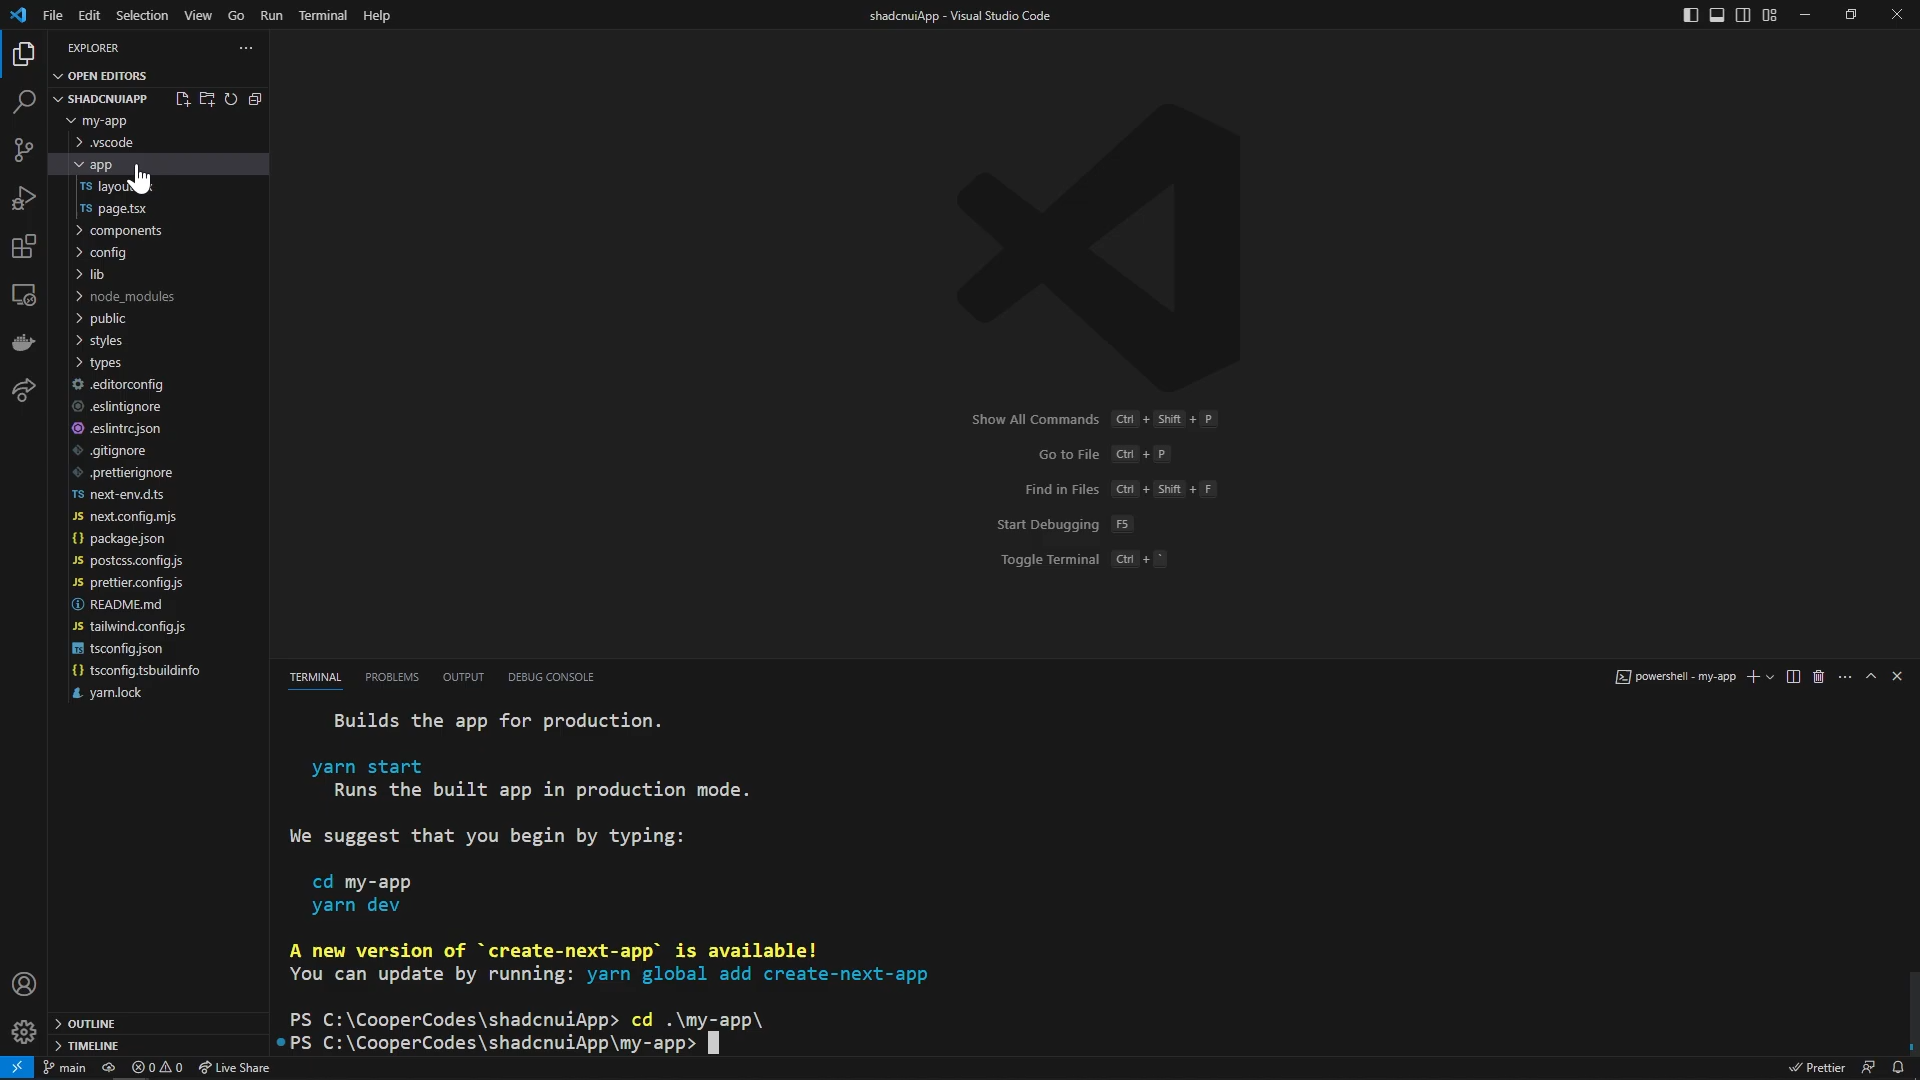 File Edit Selection View Go Run Terminal Help
shadcnuiApp - Visual Studio Code
EXPLORER
OPEN EDITORS
SHADCNUIAPP
my-app
.vscode
app
TS
TS page.tsx
components
config
lib
node_modules
public
styles
types
.editorconfig
.eslintignore
.eslintrc.json
.gitignore
.prettierignore
TS next-env.d.ts
JS next.config.mjs
{} package.json
JS postcss.config.js
JS prettier.config.js
README.md
JS tailwind.config.js
TS tsconfig.json
{} tsconfig.tsbuildinfo
yarn.lock
OUTLINE
TIMELINE
Show All Commands Ctrl + Shift + P
Go to File Ctrl + P
Find in Files Ctrl + Shift + F
Start Debugging F5
Toggle Terminal Ctrl + `
TERMINAL PROBLEMS OUTPUT DEBUG CONSOLE
powershell - my-app
Builds the app for production.
yarn start
Runs the built app in production mode.
We suggest that you begin by typing:
cd my-app
yarn dev
A new version of `create-next-app` is available!
You can update by running: yarn global add create-next-app
PS C:\CooperCodes\shadcnuiApp> cd .\my-app\
PS C:\CooperCodes\shadcnuiApp\my-app>
main 0 0 Live Share
Prettier